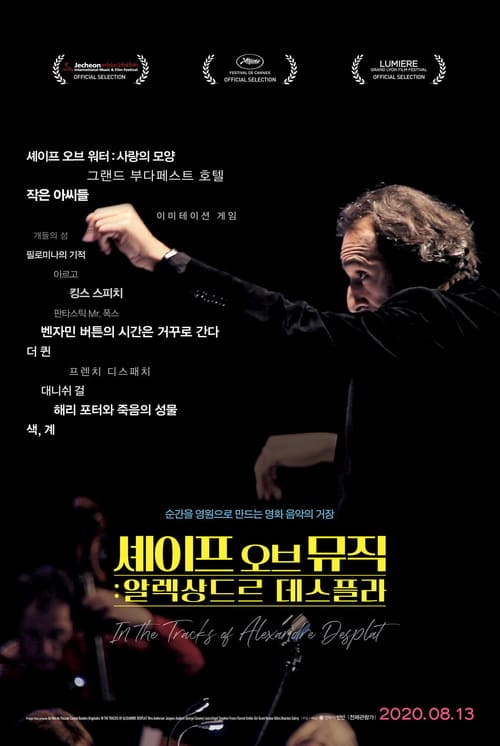 Jecheon
International Music & Film Festival
OFFICIAL SELECTION
FESTIVAL DE CANNES
OFFICIAL SELECTION
LUMIERE
GRAND LYON FILM FESTIVAL
OFFICIAL SELECTION
셰이프 오브 워터 : 사랑의 모양
그랜드 부다페스트 호텔
작은 아씨들
이미테이션 게임
개들의 섬
필로미나의 기적
아르고
킹스 스피치
판타스틱 Mr. 폭스
벤자민 버튼의 시간은 거꾸로 간다
더 퀸
프렌치 디스패치
대니쉬 걸
해리 포터와 죽음의 성물
색, 계
순간을 영원으로 만드는 영화 음악의 거장
셰이프 오브 뮤직
: 알렉상드르 데스플라
In the Tracks of Alexandre Desplat
전체관람가 2020.08.13